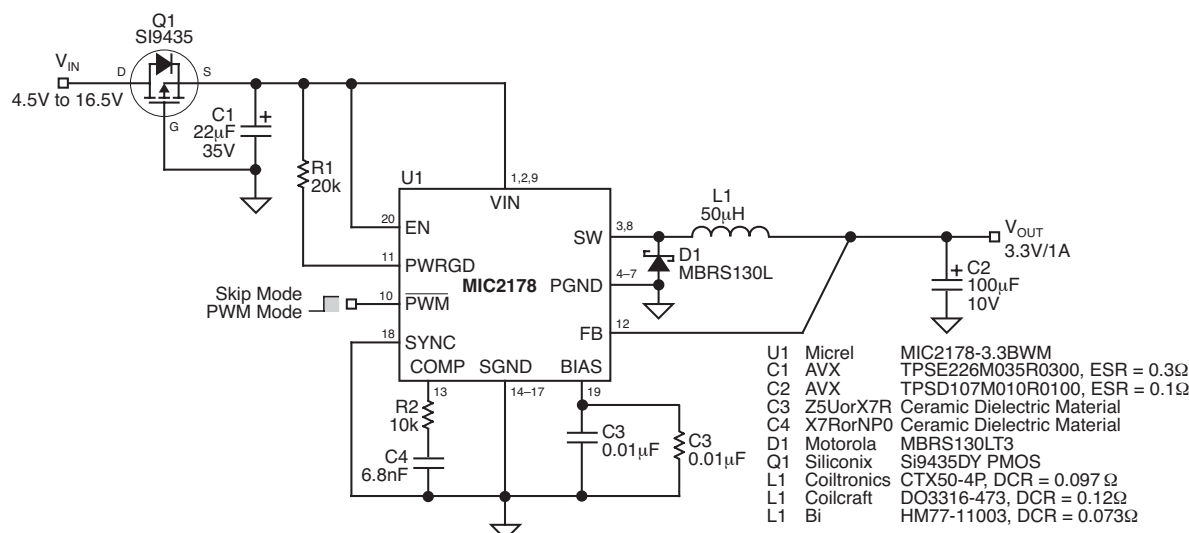 Q1
SI9435
VIN
D
S
4.5V to 16.5V
G
C1
22µF
35V
+
R1
20k
U1
1,2,9
VIN
20
EN
11
PWRGD
MIC2178
Skip Mode
PWM Mode
10
PWM
18
SYNC
COMP
SGND
BIAS
SW
3,8
PGND
4–7
FB
12
L1
50µH
D1
MBRS130L
VOUT
3.3V/1A
+
C2
100µF
10V
13
14–17
19
R2
10k
C4
6.8nF
C3
0.01µF
C3
0.01µF
U1 Micrel MIC2178-3.3BWM
C1 AVX TPSE226M035R0300, ESR = 0.3Ω
C2 AVX TPSD107M010R0100, ESR = 0.1Ω
C3 Z5UorX7R Ceramic Dielectric Material
C4 X7RorNP0 Ceramic Dielectric Material
D1 Motorola MBRS130LT3
Q1 Siliconix Si9435DY PMOS
L1 Coiltronics CTX50-4P, DCR = 0.097 Ω
L1 Coilcraft DO3316-473, DCR = 0.12Ω
L1 Bi HM77-11003, DCR = 0.073Ω